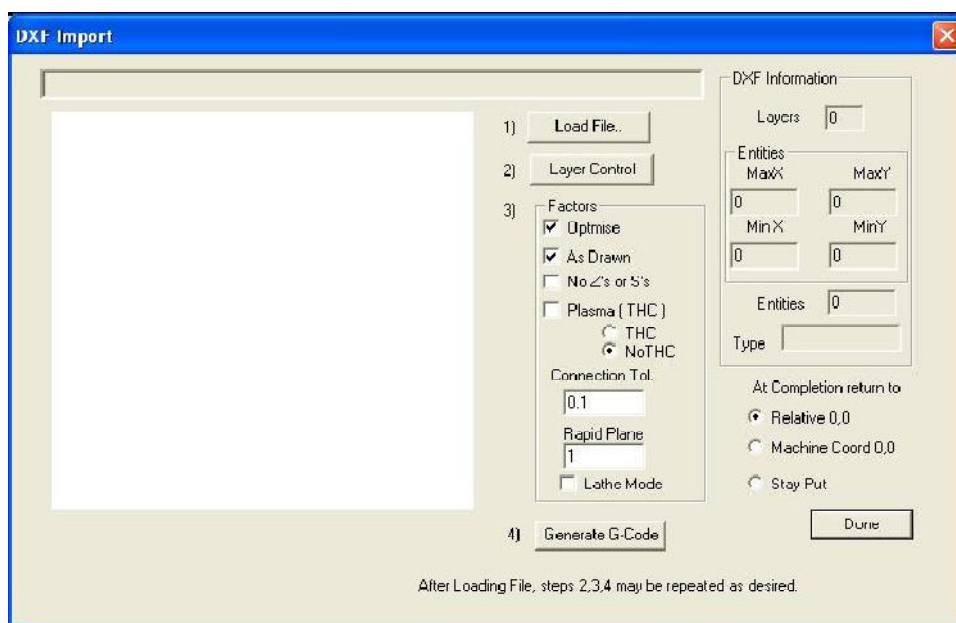 DXF Import
DXF Information
Layers 0
Entities
MaxX MaxY
0 0
Min X MinY
0 0
Entities 0
Type
1) Load File..
2) Layer Control
3) Factors
Optmise
As Drawn
No Z's or S's
Plasma ( THC )
THC
NoTHC
Connection Tol.
0.1
Rapid Plane
1
Lathe Mode
At Completion return to
Relative 0,0
Machine Coord 0,0
Stay Put
Done
4) Generate G-Code
After Loading File, steps 2,3,4 may be repeated as desired.